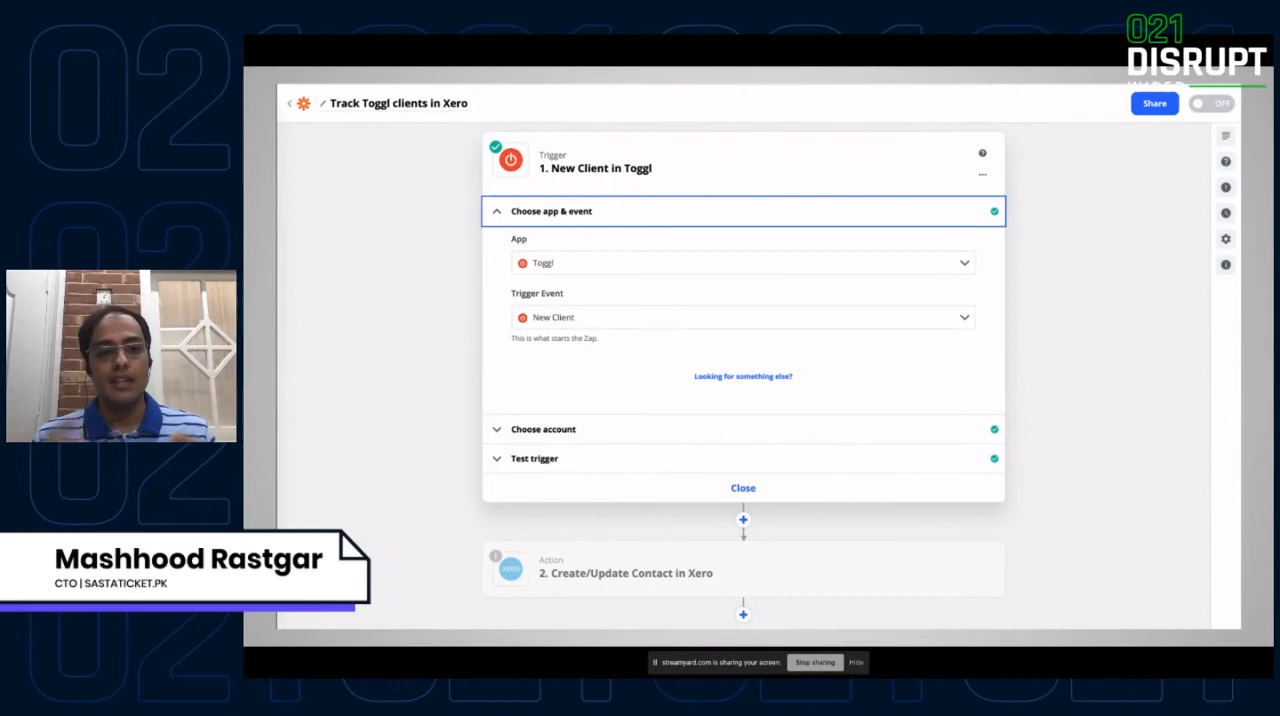 021
DISRUPT
Track Toggl clients in Xero
Share
OFF
Trigger
1. New Client in Toggl
Choose app & event
App
Toggl
Trigger Event
New Client
This is what starts the Zap.
Looking for something else?
Choose account
Test trigger
Close
Action
xero
2. Create/Update Contact in Xero
Mashhood Rastgar
CTO | SASTATICKET.PK
streamyard.com is sharing your screen.
Stop sharing
Hide